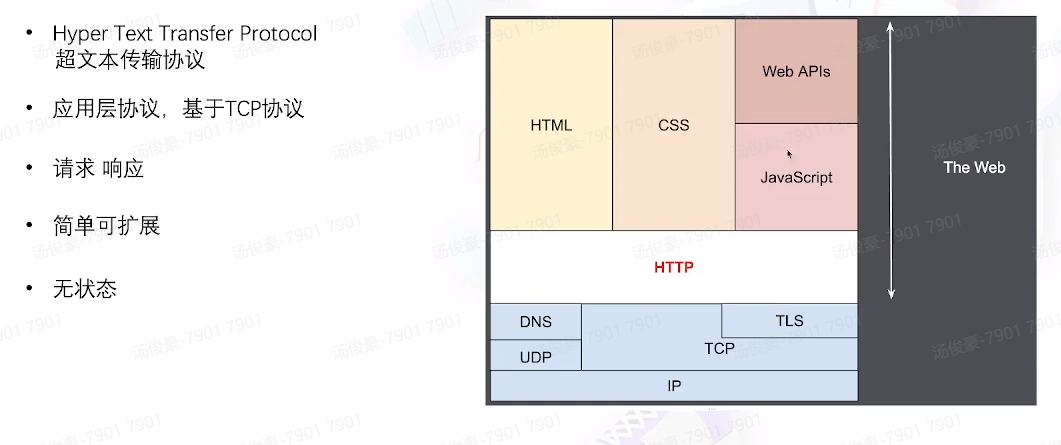 • Hyper Text Transfer Protocol
超文本传输协议
• 应用层协议，基于TCP协议
• 请求 响应
• 简单可扩展
• 无状态
HTML
CSS
Web APIs
JavaScript
The Web
HTTP
DNS
TLS
UDP
TCP
IP
汤俊豪-7901 7901